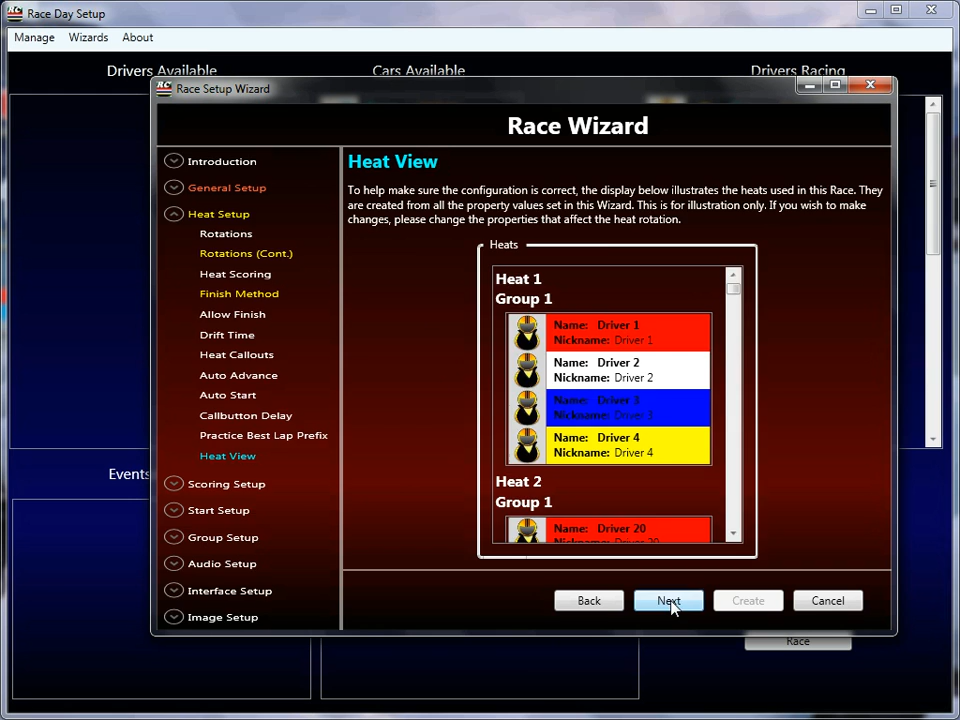 RC Race Day Setup
Manage Wizards About
Drivers Available Cars Available Drivers Racing
RC Race Setup Wizard
Race Wizard
Introduction
General Setup
Heat Setup
Rotations
Rotations (Cont.)
Heat Scoring
Finish Method
Allow Finish
Drift Time
Heat Callouts
Auto Advance
Auto Start
Callbutton Delay
Practice Best Lap Prefix
Heat View
Scoring Setup
Start Setup
Group Setup
Audio Setup
Interface Setup
Image Setup
Heat View
To help make sure the configuration is correct, the display below illustrates the heats used in this Race. They
are created from all the property values set in this Wizard. This is for illustration only. If you wish to make
changes, please change the properties that affect the heat rotation.
Heats
Heat 1
Group 1
Name: Driver 1
Nickname: Driver 1
Name: Driver 2
Nickname: Driver 2
Name: Driver 3
Nickname: Driver 3
Name: Driver 4
Nickname: Driver 4
Heat 2
Group 1
Name: Driver 20
Nickname: Driver 20
Back Next Create Cancel
Events
Race